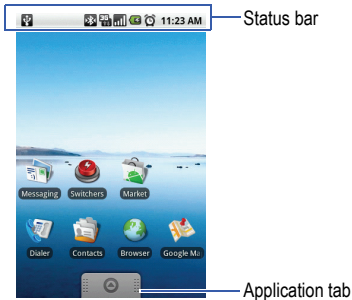 11:23 AM
Status bar
Messaging Switchers Market
Dialer Contacts Browser Google Ma
Application tab